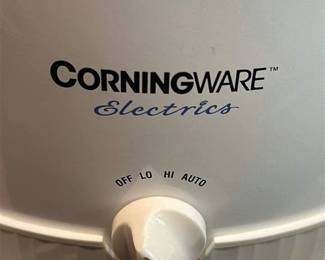 CORNINGWARE™
Electrics
OFF LO HI AUTO